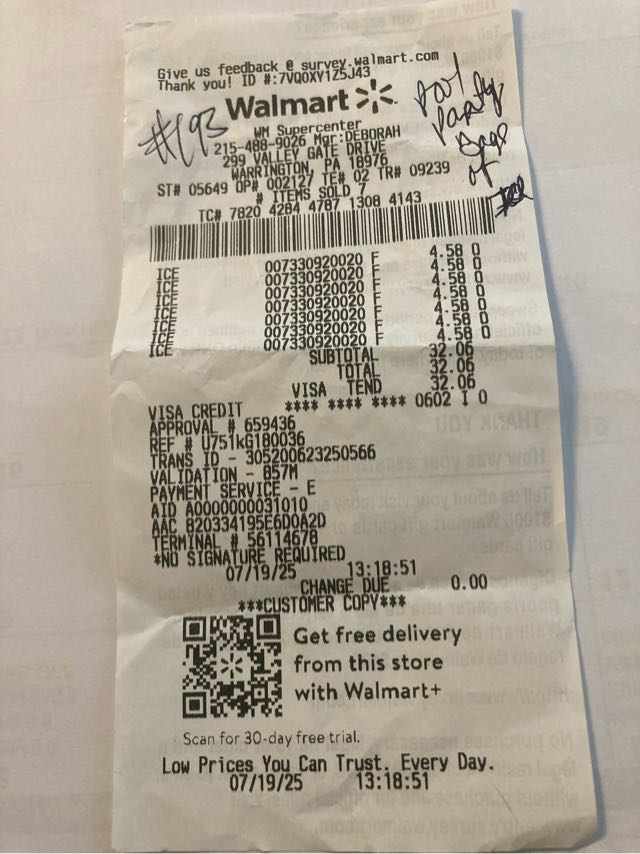 Give us feedback @ survey.walmart.com
Thank you! ID #:7VQ0XY1Z5J43
#193
Walmart
Pool
Party
Bags
of
Ice
WM Supercenter
215-488-9026 Mgr:DEBORAH
299 VALLEY GATE DRIVE
WARRINGTON, PA 18976
ST# 05649 OP# 002127 TE# 02 TR# 09239
# ITEMS SOLD 7
TC# 7820 4284 4787 1308 4143
ICE 007330920020 F 4.58 O
ICE 007330920020 F 4.58 O
ICE 007330920020 F 4.58 O
ICE 007330920020 F 4.58 O
ICE 007330920020 F 4.58 O
ICE 007330920020 F 4.58 O
ICE 007330920020 F 4.58 O
SUBTOTAL 32.06
TOTAL 32.06
VISA TEND 32.06
VISA CREDIT **** **** **** 0602 I 0
APPROVAL # 659436
REF # U751kG180036
TRANS ID - 305200623250566
VALIDATION - 857M
PAYMENT SERVICE - E
AID A0000000031010
AAC 820334195E6D0A2D
TERMINAL # 56114678
*NO SIGNATURE REQUIRED
07/19/25 13:18:51
CHANGE DUE 0.00
***CUSTOMER COPY***
Get free delivery
from this store
with Walmart+
Scan for 30-day free trial.
Low Prices You Can Trust. Every Day.
07/19/25 13:18:51